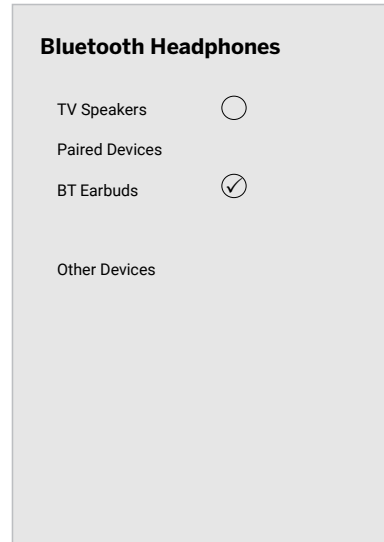 Bluetooth Headphones
TV Speakers
Paired Devices
BT Earbuds
Other Devices